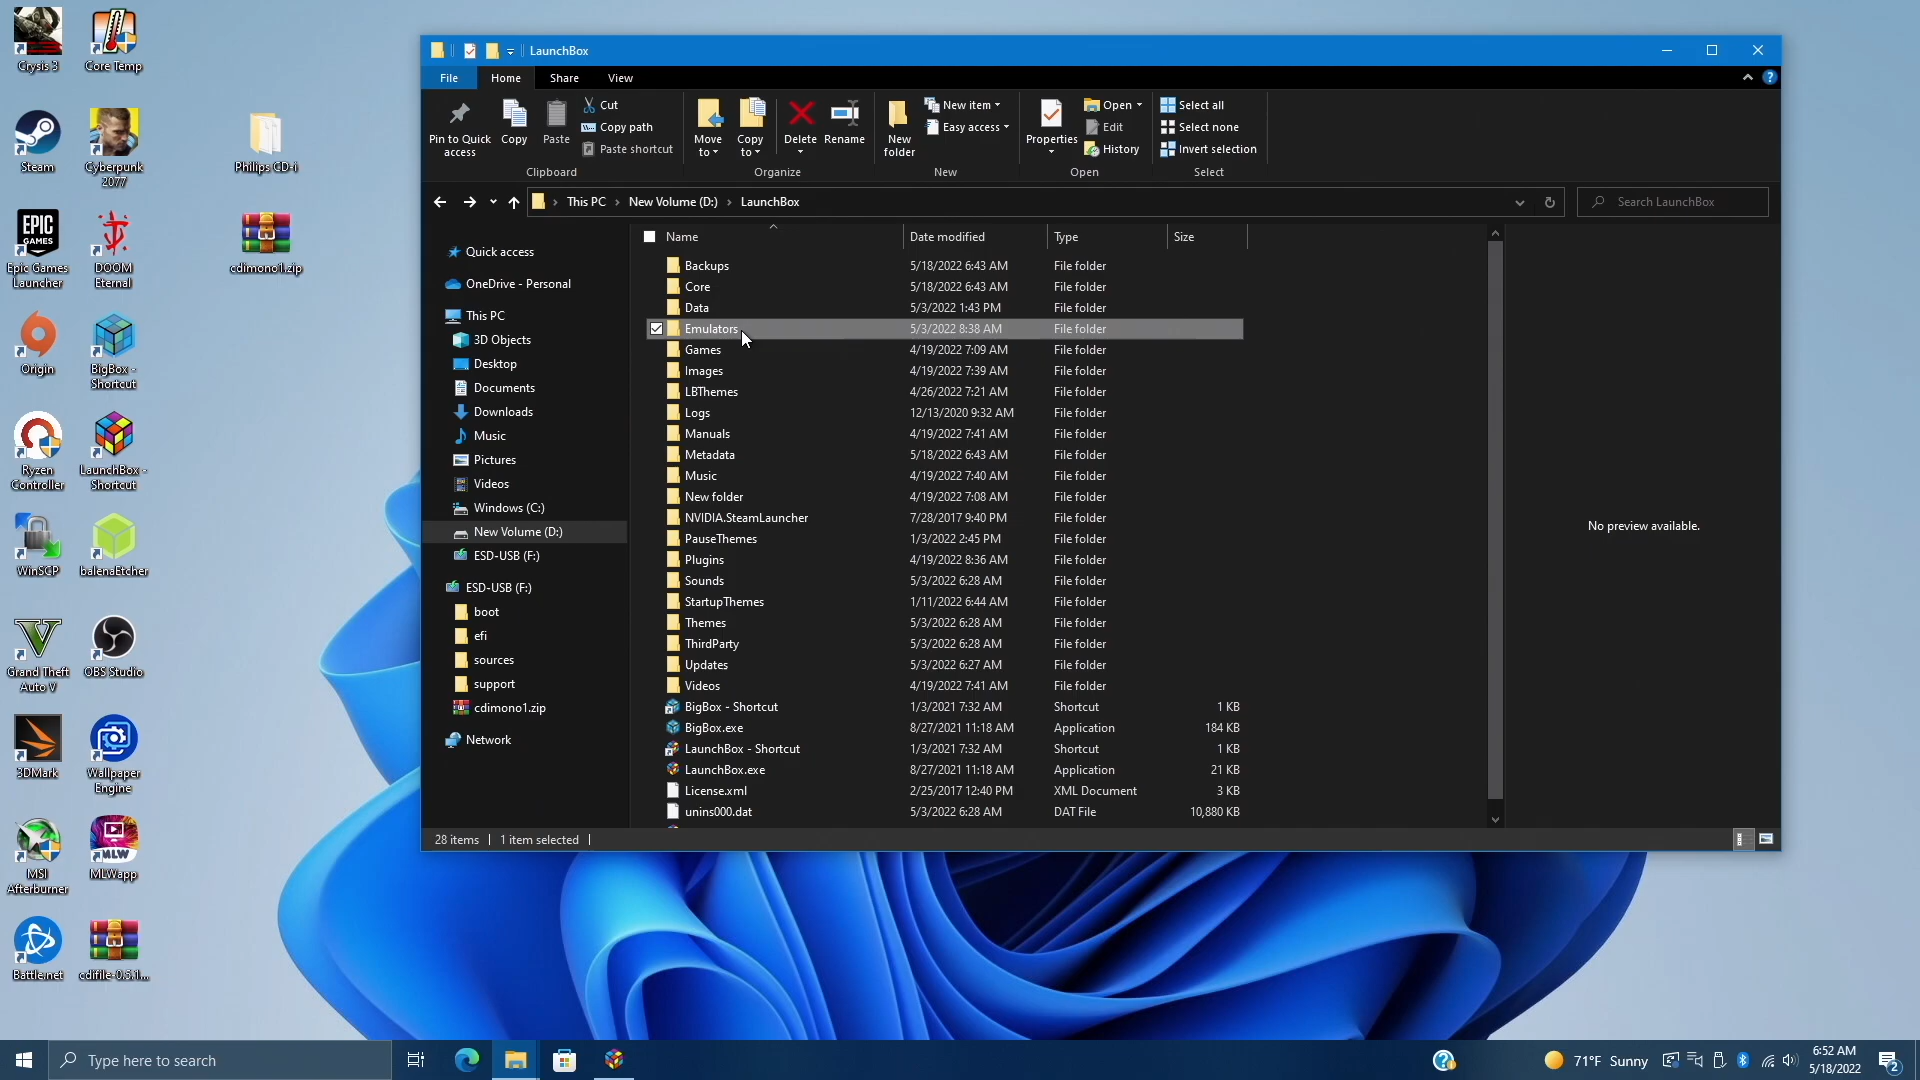 Crysis 3
Core Temp
Steam
Cyberpunk
2077
Philips CD-i
EPIC
GAMES
Epic Games
Launcher
DOOM
Eternal
cdimono1.zip
Origin
BigBox -
Shortcut
Ryzen
Controller
LaunchBox -
Shortcut
WinSCP
balenaEtcher
Grand Theft
Auto V
OBS Studio
3DMark
Wallpaper
Engine
MSI
Afterburner
MLW
MLWapp
Battle.net
cdifile-0.5.1...
LaunchBox
File
Home
Share
View
Pin to Quick
access
Copy
Paste
Cut
Copy path
Paste shortcut
Clipboard
Move
to
Copy
to
Delete
Rename
Organize
New
folder
New item
Easy access
New
Properties
Open
Edit
History
Open
Select all
Select none
Invert selection
Select
This PC
New Volume (D:)
LaunchBox
Search LaunchBox
Quick access
OneDrive - Personal
This PC
3D Objects
Desktop
Documents
Downloads
Music
Pictures
Videos
Windows (C:)
New Volume (D:)
ESD-USB (F:)
ESD-USB (F:)
boot
efi
sources
support
cdimono1.zip
Network
Name Date modified Type Size
Backups 5/18/2022 6:43 AM File folder
Core 5/18/2022 6:43 AM File folder
Data 5/3/2022 1:43 PM File folder
Emulators 5/3/2022 8:38 AM File folder
Games 4/19/2022 7:09 AM File folder
Images 4/19/2022 7:39 AM File folder
LBThemes 4/26/2022 7:21 AM File folder
Logs 12/13/2020 9:32 AM File folder
Manuals 4/19/2022 7:41 AM File folder
Metadata 5/18/2022 6:43 AM File folder
Music 4/19/2022 7:40 AM File folder
New folder 4/19/2022 7:08 AM File folder
NVIDIA.SteamLauncher 7/28/2017 9:40 PM File folder
PauseThemes 1/3/2022 2:45 PM File folder
Plugins 4/19/2022 8:36 AM File folder
Sounds 5/3/2022 6:28 AM File folder
StartupThemes 1/11/2022 6:44 AM File folder
Themes 5/3/2022 6:28 AM File folder
ThirdParty 5/3/2022 6:28 AM File folder
Updates 5/3/2022 6:27 AM File folder
Videos 4/19/2022 7:41 AM File folder
BigBox - Shortcut 1/3/2021 7:32 AM Shortcut 1 KB
BigBox.exe 8/27/2021 11:18 AM Application 184 KB
LaunchBox - Shortcut 1/3/2021 7:32 AM Shortcut 1 KB
LaunchBox.exe 8/27/2021 11:18 AM Application 21 KB
License.xml 2/25/2017 12:40 PM XML Document 3 KB
unins000.dat 5/3/2022 6:28 AM DAT File 10,880 KB
No preview available.
28 items 1 item selected
Type here to search
71°F Sunny
6:52 AM
5/18/2022
2